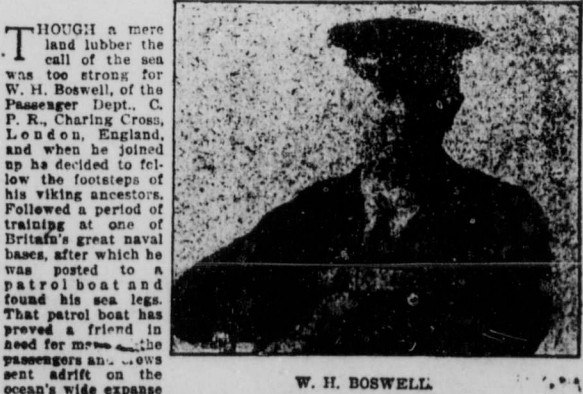 THOUGH a mere
land lubber the
call of the sea
was too strong for
W. H. Boswell, of the
Passenger Dept., C.
P. R., Charing Cross,
London, England,
and when he joined
up he decided to fol-
low the footsteps of
his viking ancestors.
Followed a period of
training at one of
Britain's great naval
bases, after which he
was posted to a
patrol boat and
found his sea legs.
That patrol boat has
proved a friend in
need for the
passengers and
sent adrift on the
ocean's wide expanse
W. H. BOSWELL.